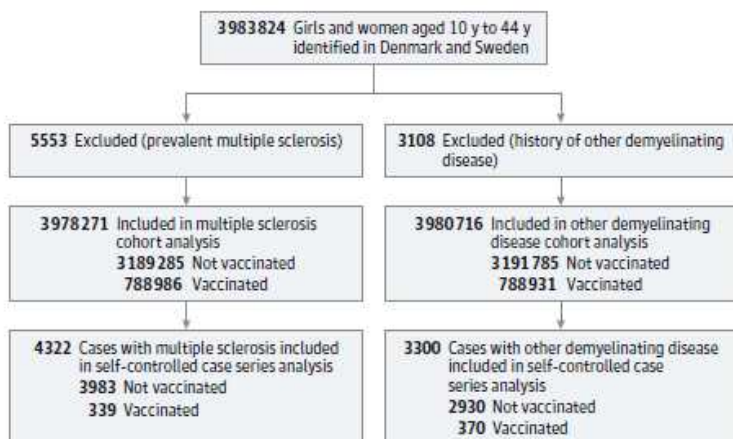 3983824 Girls and women aged 10 y to 44 y
identified in Denmark and Sweden
5553 Excluded (prevalent multiple sclerosis)
3108 Excluded (history of other demyelinating
disease)
3978271 Included in multiple sclerosis
cohort analysis
3189285 Not vaccinated
788986 Vaccinated
3980716 Included in other demyelinating
disease cohort analysis
3191785 Not vaccinated
788931 Vaccinated
4322 Cases with multiple sclerosis included
in self-controlled case series analysis
3983 Not vaccinated
339 Vaccinated
3300 Cases with other demyelinating disease
included in self-controlled case
series analysis
2930 Not vaccinated
370 Vaccinated